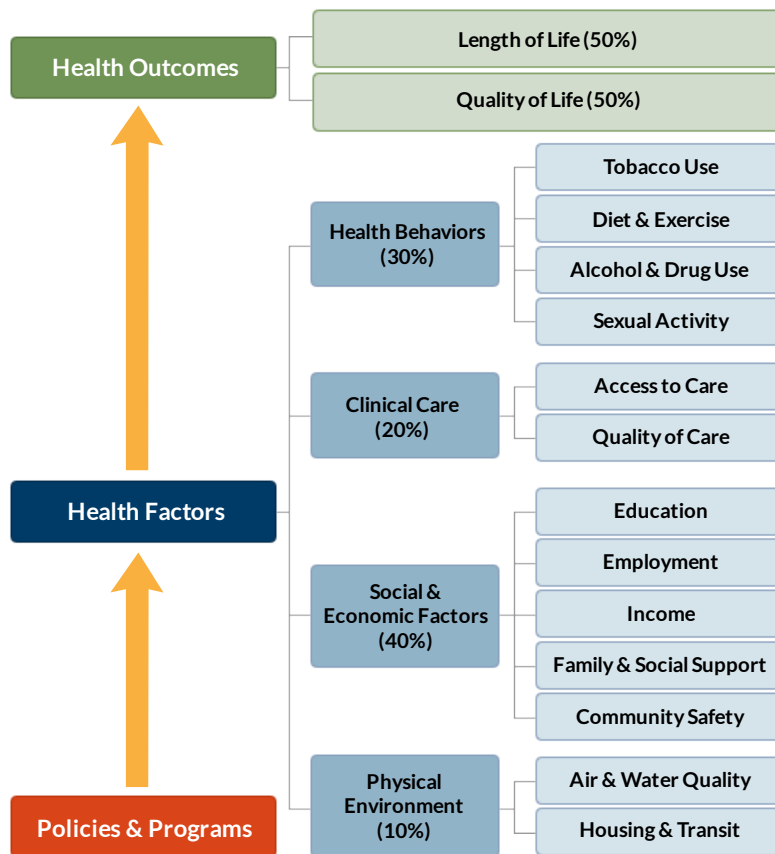 Health Outcomes
Length of Life (50%)
Quality of Life (50%)
Health Factors
Health Behaviors
(30%)
Tobacco Use
Diet & Exercise
Alcohol & Drug Use
Sexual Activity
Clinical Care
(20%)
Access to Care
Quality of Care
Social &
Economic Factors
(40%)
Education
Employment
Income
Family & Social Support
Community Safety
Physical
Environment
(10%)
Air & Water Quality
Housing & Transit
Policies & Programs